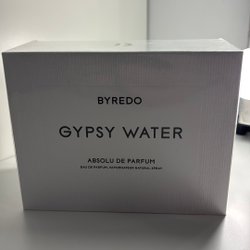 BYREDO
GYPSY WATER
ABSOLU DE PARFUM
EAU DE PARFUM, VAPORISATEUR NATURAL SPRAY